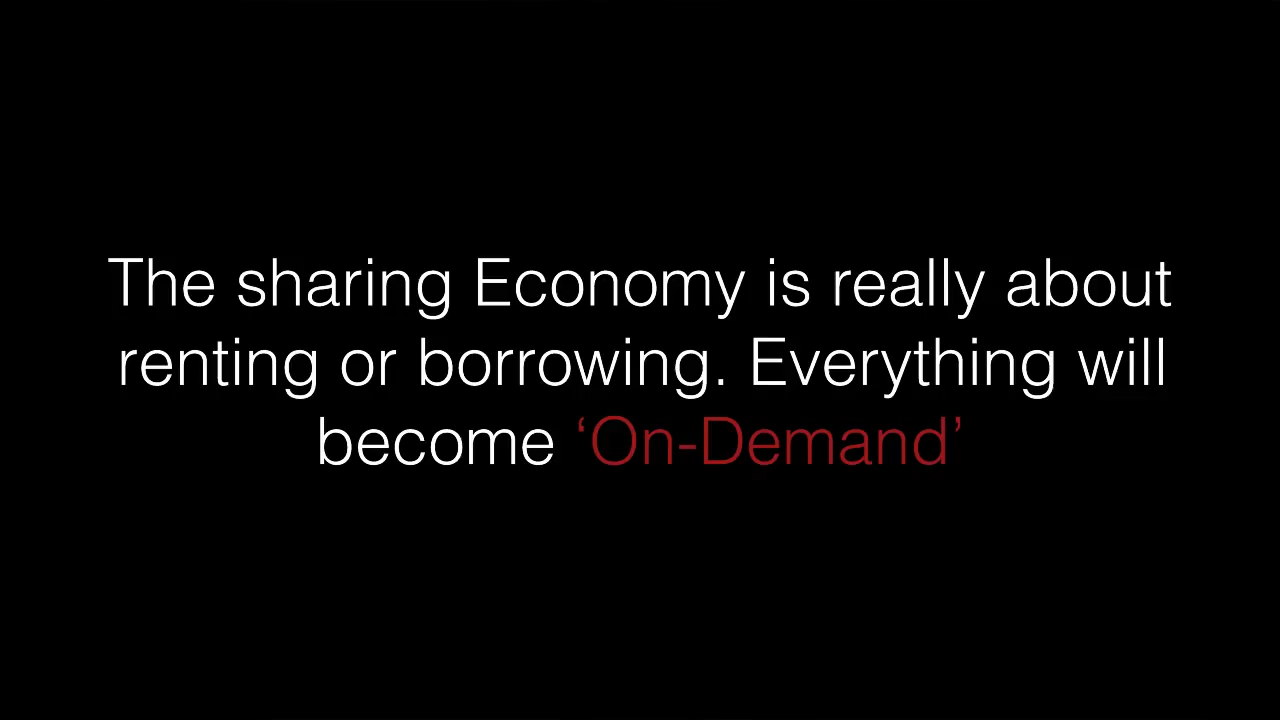 The sharing Economy is really about
renting or borrowing. Everything will
become ‘On-Demand’